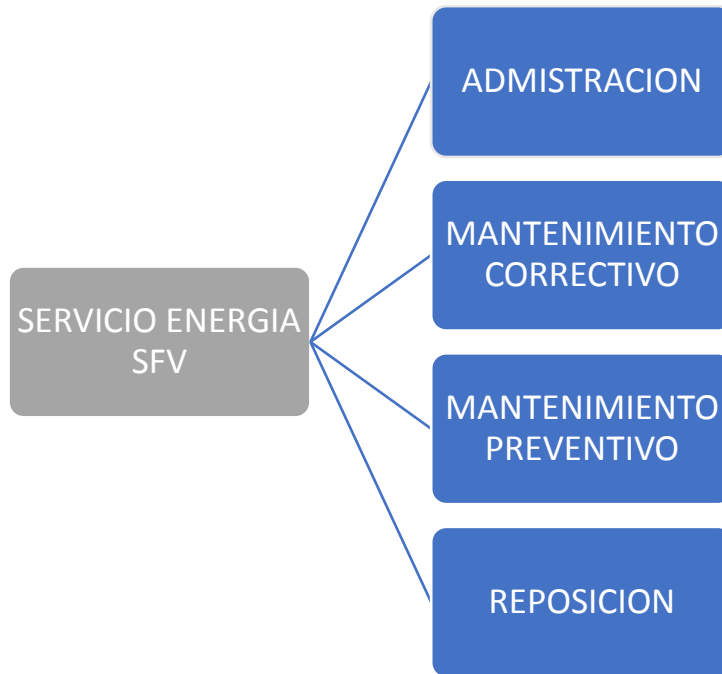 ADMISTRACION
MANTENIMIENTO
CORRECTIVO
SERVICIO ENERGIA
SFV
MANTENIMIENTO
PREVENTIVO
REPOSICION